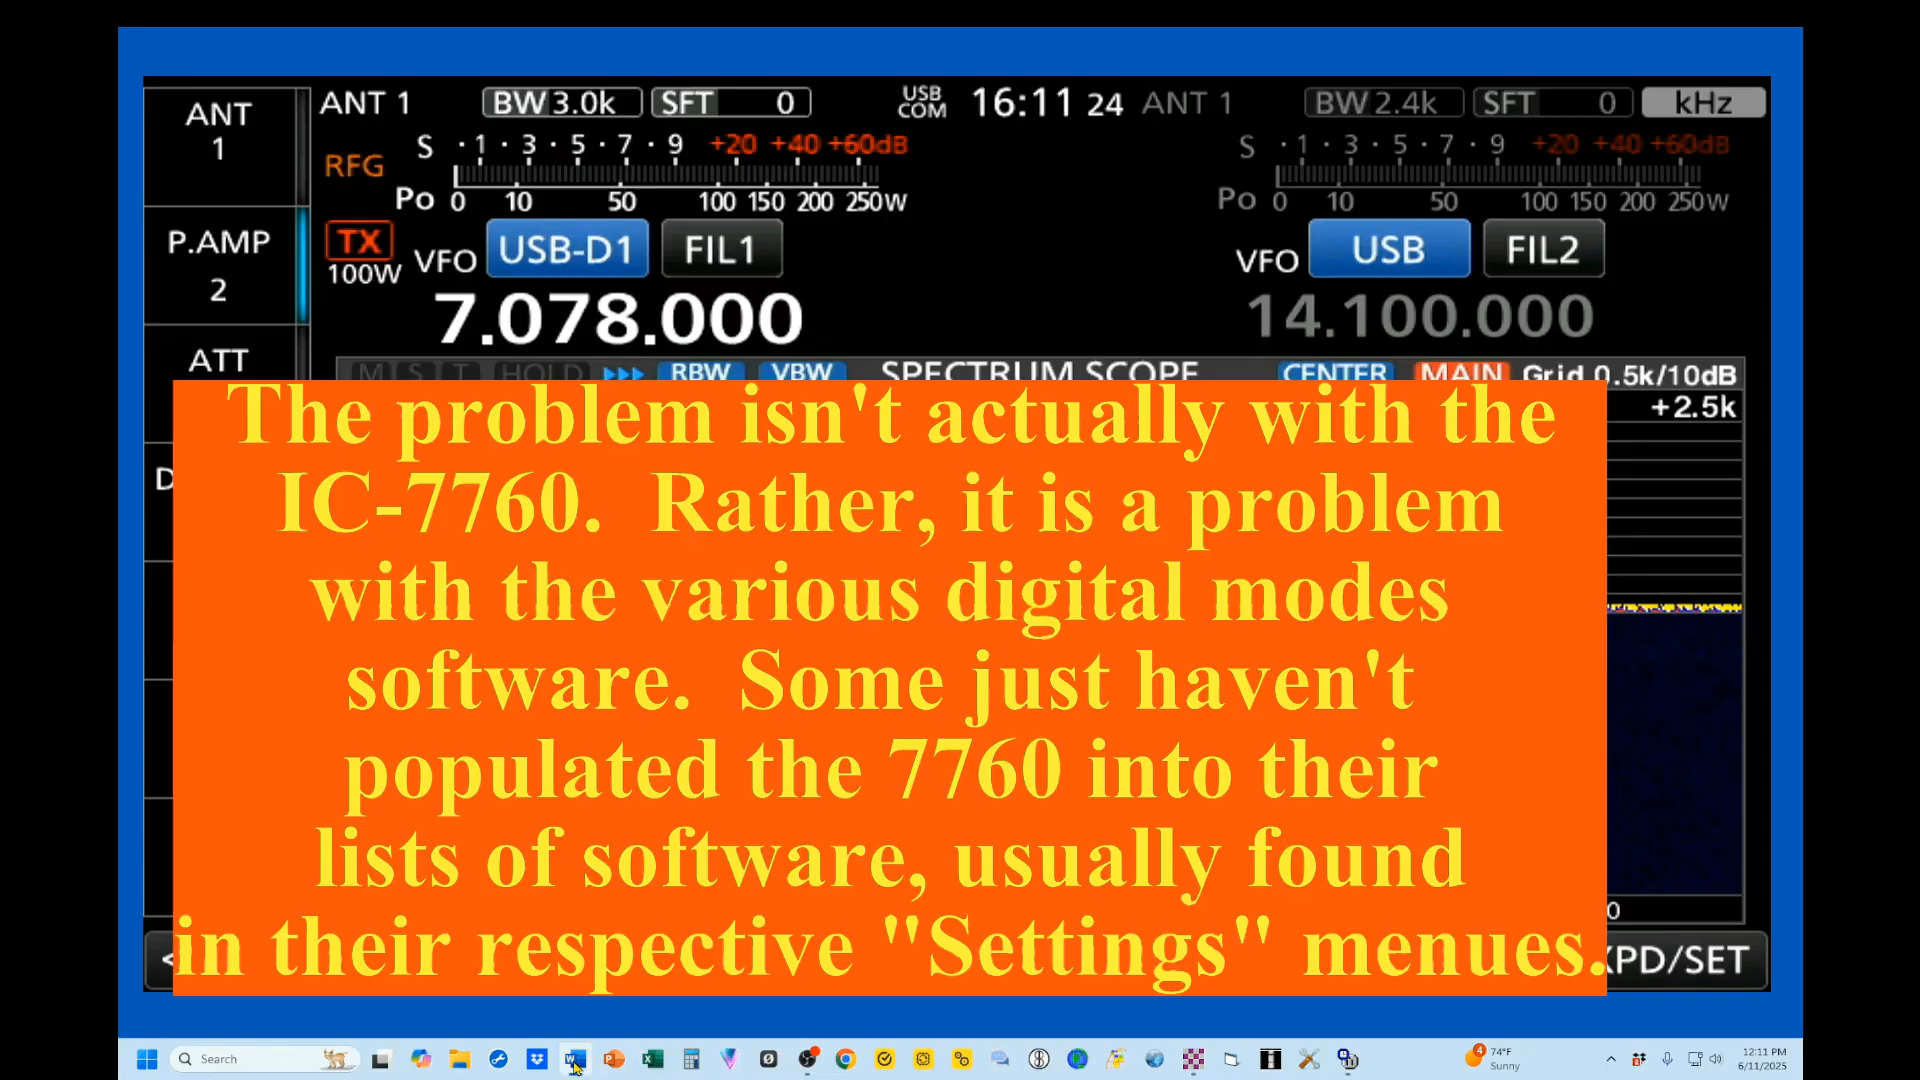 ANT 1
ANT 1 BW 3.0k SFT 0 USB COM 16:11 24 ANT 1 BW 2.4k SFT 0 kHz
S · 1 · 3 · 5 · 7 · 9 +20 +40 +60dB
RFG
Po 0 10 50 100 150 200 250W
S · 1 · 3 · 5 · 7 · 9 +20 +40 +60dB
Po 0 10 50 100 150 200 250W
P.AMP
2
TX
100W
VFO USB-D1 FIL1
7.078.000
VFO USB FIL2
14.100.000
ATT
M S T HOLD RBW VBW SPECTRUM SCOPE CENTER MAIN Grid 0.5k/10dB
+2.5k
The problem isn't actually with the
IC-7760. Rather, it is a problem
with the various digital modes
software. Some just haven't
populated the 7760 into their
lists of software, usually found
in their respective "Settings" menues.
PD/SET
Search
4
74°F
Sunny
12:11 PM
6/11/2025